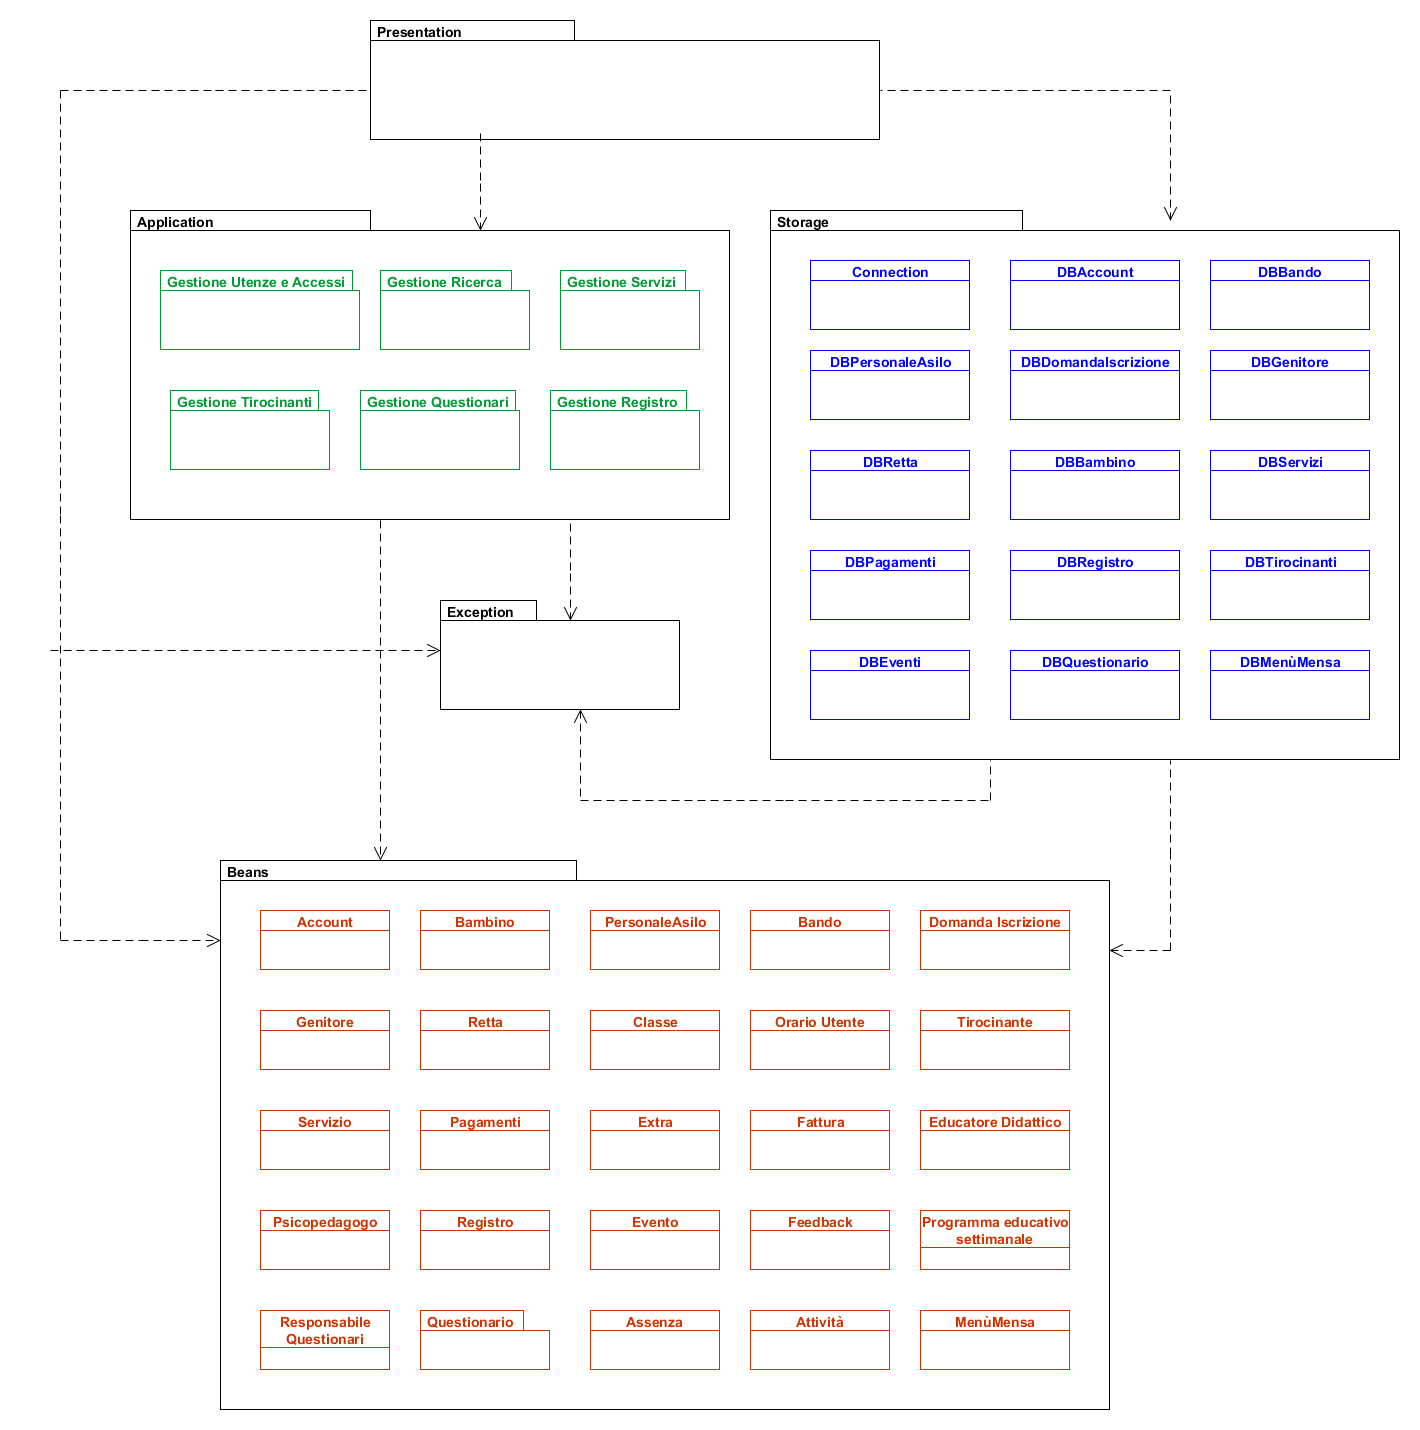 Presentation
Application
Gestione Utenze e Accessi
Gestione Ricerca
Gestione Servizi
Gestione Tirocinanti
Gestione Questionari
Gestione Registro
Storage
Connection
DBAccount
DBBando
DBPersonaleAsilo
DBDomandaIscrizione
DBGenitore
DBRetta
DBBambino
DBServizi
DBPagamenti
DBRegistro
DBTirocinanti
DBEventi
DBQuestionario
DBMenùMensa
Exception
Beans
Account
Bambino
PersonaleAsilo
Bando
Domanda Iscrizione
Genitore
Retta
Classe
Orario Utente
Tirocinante
Servizio
Pagamenti
Extra
Fattura
Educatore Didattico
Psicopedagogo
Registro
Evento
Feedback
Programma educativo
settimanale
Responsabile
Questionari
Questionario
Assenza
Attività
MenùMensa